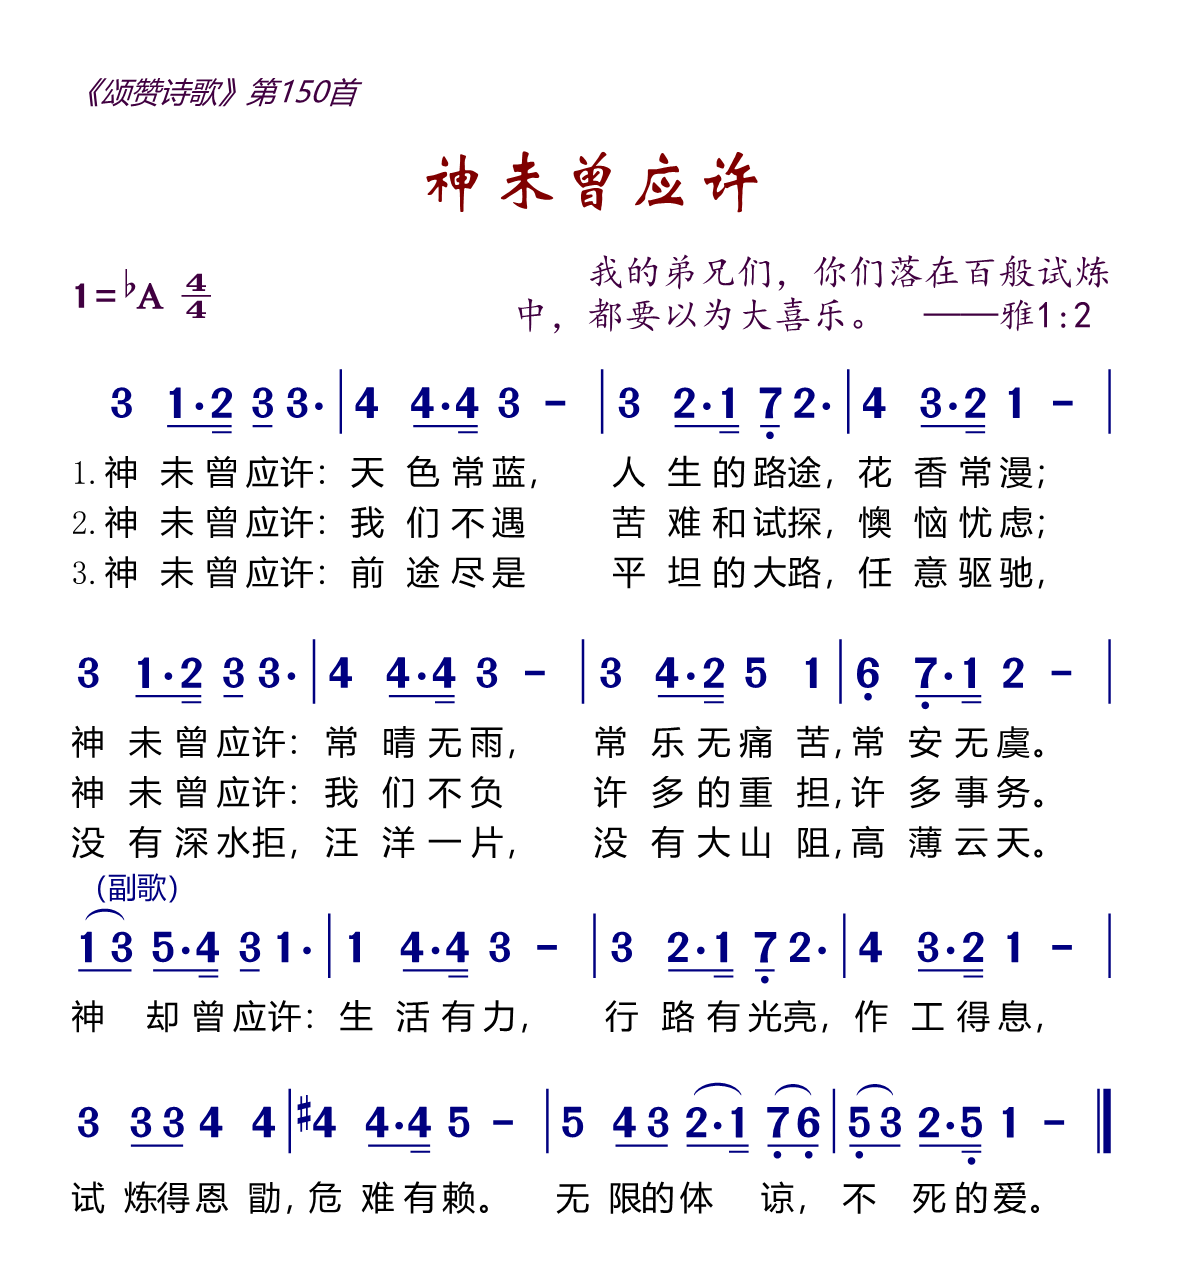 《颂赞诗歌》第150首
神未曾应许
1=♭A 4/4
我的弟兄们，你们落在百般试炼
中，都要以为大喜乐。 ——雅1:2
3 1·2 3 3· | 4 4·4 3 - | 3 2·1 7 2· | 4 3·2 1 - |
1.神未曾应许：天色常蓝，人生的路途，花香常漫；
2.神未曾应许：我们不遇苦难和试探，懊恼忧虑；
3.神未曾应许：前途尽是平坦的大路，任意驱驰，
3 1·2 3 3· | 4 4·4 3 - | 3 4·2 5 1 | 6 7·1 2 - |
神未曾应许：常晴无雨，常乐无痛苦,常安无虞。
神未曾应许：我们不负许多的重担,许多事务。
没有深水拒，汪洋一片，没有大山阻,高薄云天。
（副歌）
1 3 5·4 3 1· | 1 4·4 3 - | 3 2·1 7 2· | 4 3·2 1 - |
神却曾应许：生活有力，行路有光亮，作工得息，
3 3 3 4 4 | #4 4·4 5 - | 5 4 3 2·1 7 6 | 5 3 2·5 1 - ‖
试炼得恩勖,危难有赖。无限的体谅，不死的爱。